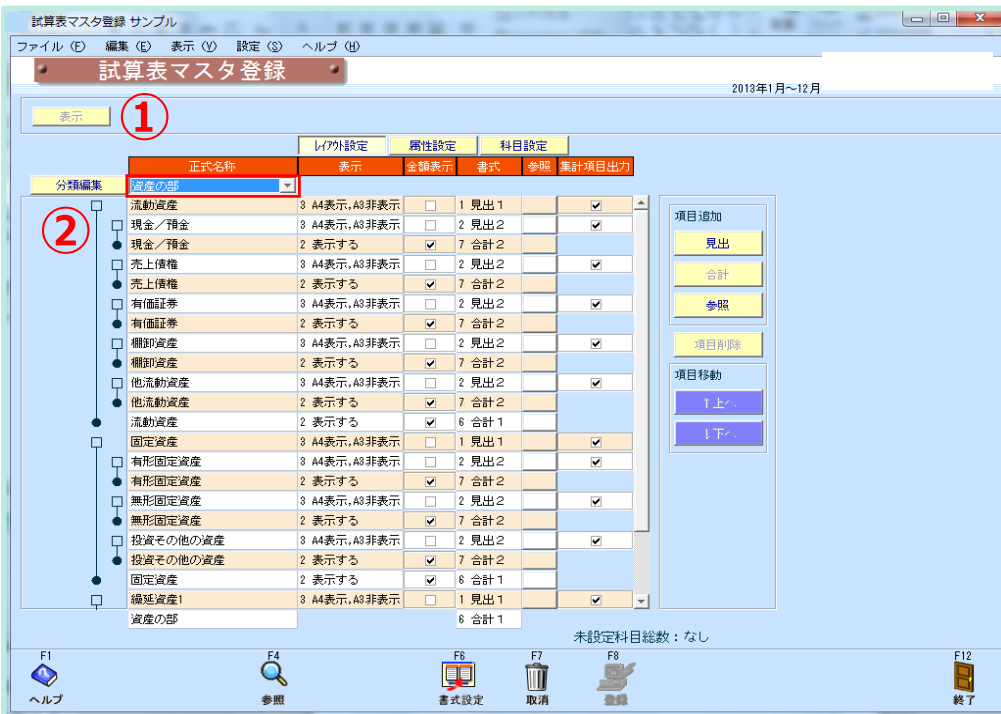 試算表マスタ登録 サンプル
ファイル (F) 編集 (E) 表示 (V) 設定 (S) ヘルプ (H)
試算表マスタ登録
2013年1月～12月
表示
①
ﾚｲｱｳﾄ設定 属性設定 科目設定
正式名称 表示 金額表示 書式 参照 集計項目出力
分類編集 資産の部
②
流動資産 3 A4表示,A3非表示 1 見出1
現金／預金 3 A4表示,A3非表示 2 見出2
現金／預金 2 表示する 7 合計2
売上債権 3 A4表示,A3非表示 2 見出2
売上債権 2 表示する 7 合計2
有価証券 3 A4表示,A3非表示 2 見出2
有価証券 2 表示する 7 合計2
棚卸資産 3 A4表示,A3非表示 2 見出2
棚卸資産 2 表示する 7 合計2
他流動資産 3 A4表示,A3非表示 2 見出2
他流動資産 2 表示する 7 合計2
流動資産 2 表示する 6 合計1
固定資産 3 A4表示,A3非表示 1 見出1
有形固定資産 3 A4表示,A3非表示 2 見出2
有形固定資産 2 表示する 7 合計2
無形固定資産 3 A4表示,A3非表示 2 見出2
無形固定資産 2 表示する 7 合計2
投資その他の資産 3 A4表示,A3非表示 2 見出2
投資その他の資産 2 表示する 7 合計2
固定資産 2 表示する 6 合計1
繰延資産1 3 A4表示,A3非表示 1 見出1
資産の部 6 合計1
項目追加
見出
合計
参照
項目削除
項目移動
↑上へ
↓下へ
未設定科目総数：なし
F1 F4 F6 F7 F8 F12
ヘルプ 参照 書式設定 取消 登録 終了